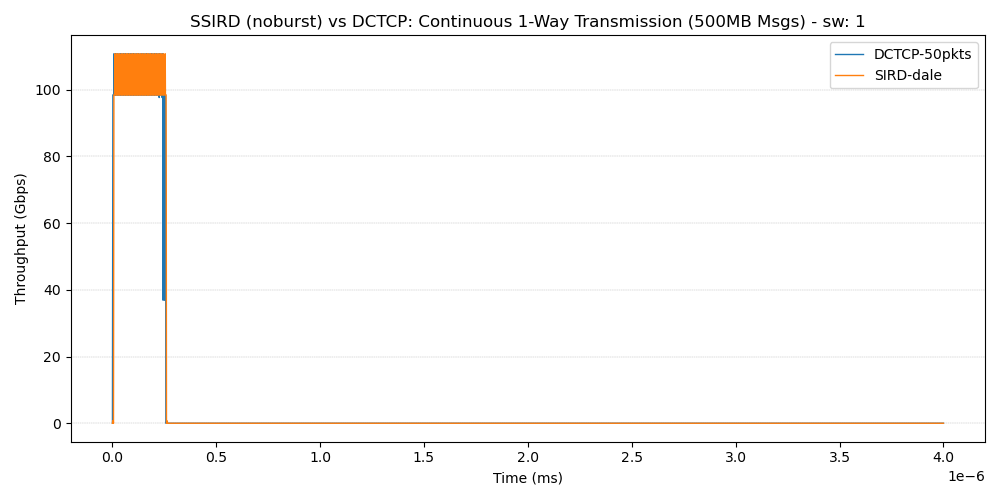 SSIRD (noburst) vs DCTCP: Continuous 1-Way Transmission (500MB Msgs) - sw: 1
DCTCP-50pkts
SIRD-dale
Throughput (Gbps)
100
80
60
40
20
0
0.0 0.5 1.0 1.5 2.0 2.5 3.0 3.5 4.0
1e−6
Time (ms)